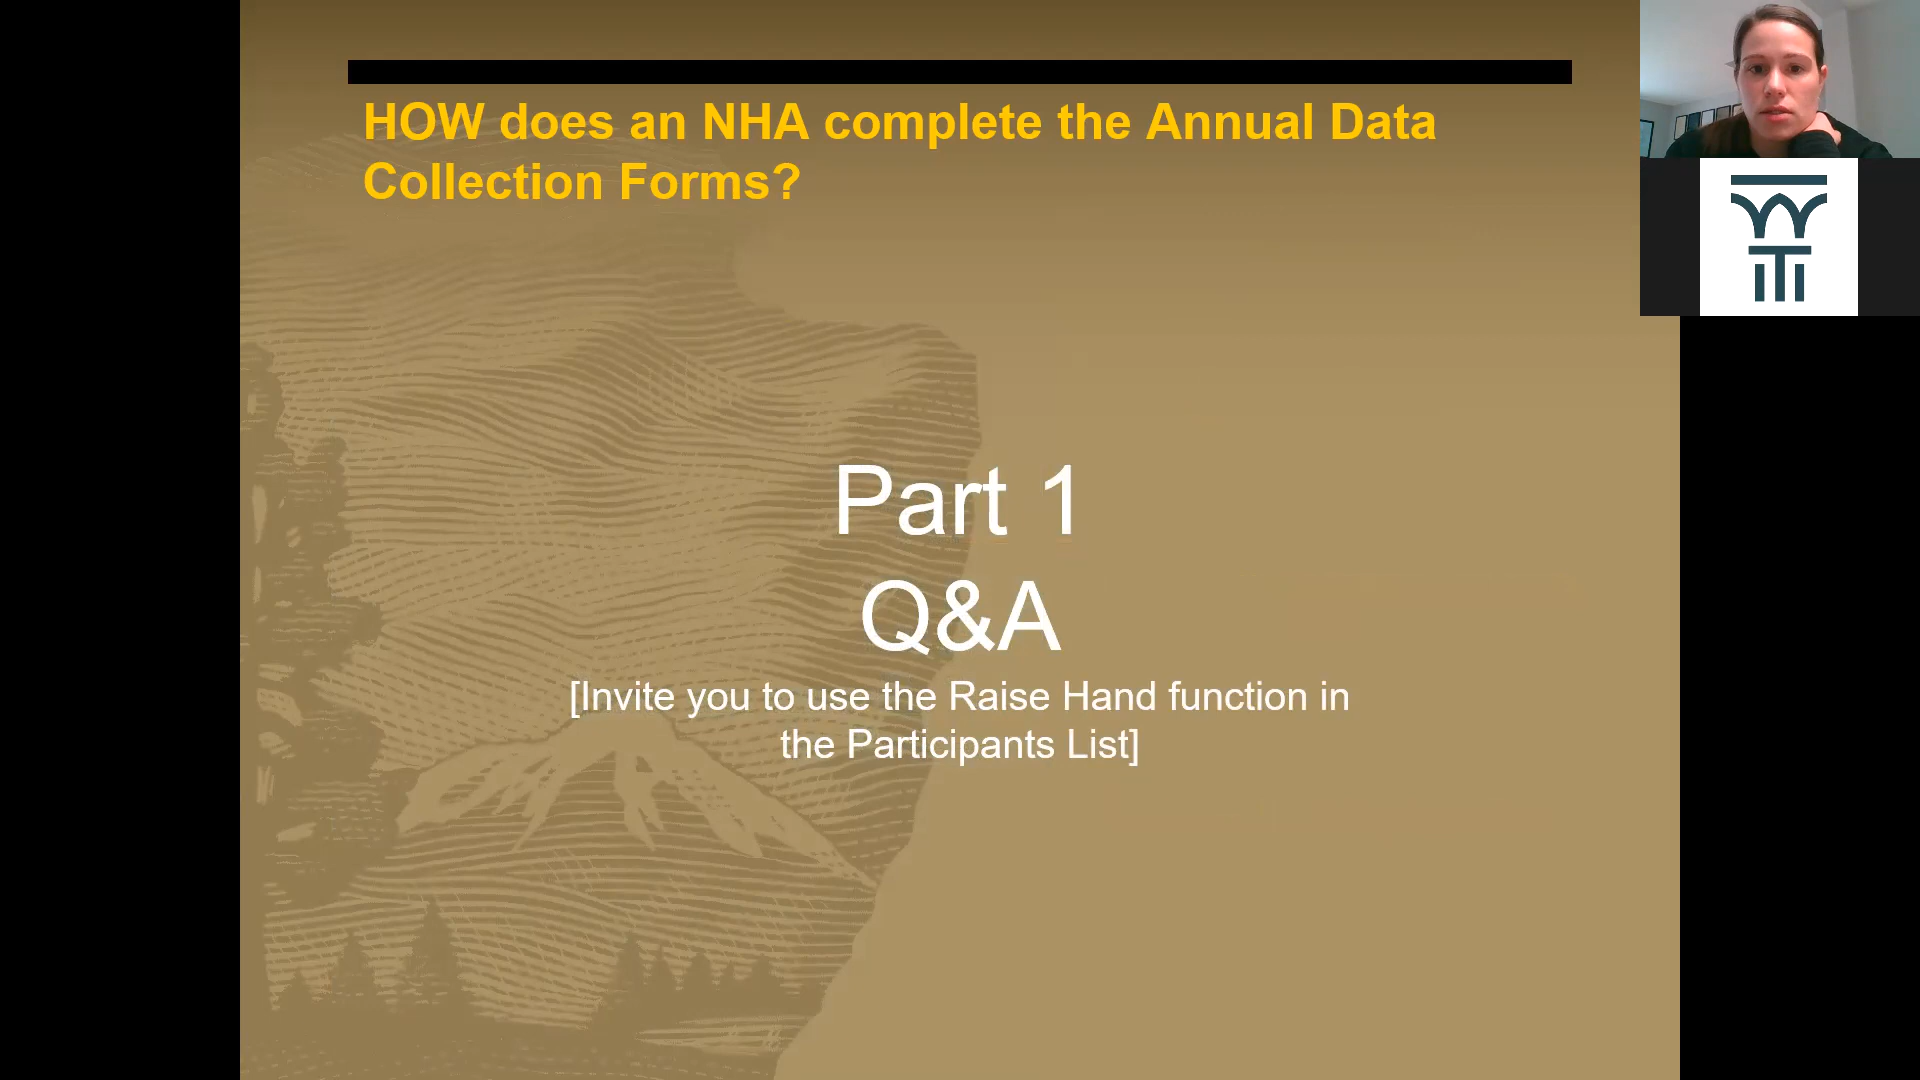 HOW does an NHA complete the Annual Data
Collection Forms?
Part 1
Q&A
[Invite you to use the Raise Hand function in
the Participants List]